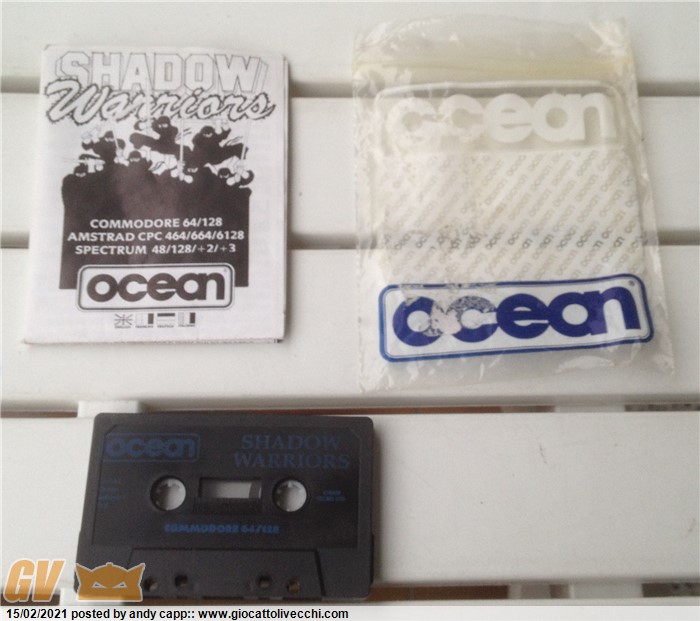 SHADOW
Warriors
COMMODORE 64/128
AMSTRAD CPC 464/664/6128
SPECTRUM 48/128/+2/+3
ocean
ocean
ocean
ocean
SHADOW
WARRIORS
COMMODORE 64/128
GV
15/02/2021 posted by andy capp:: www.giocattolivecchi.com